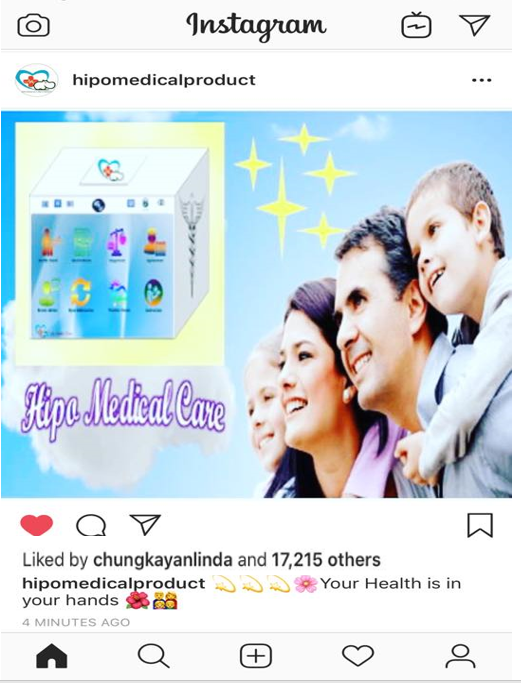 Instagram
hipomedicalproduct
Hipo Medical Care
Liked by chungkayanlinda and 17,215 others
hipomedicalproduct 💫💫💫🌸Your Health is in
your hands 🌺👨‍👩‍👧‍👦
4 MINUTES AGO